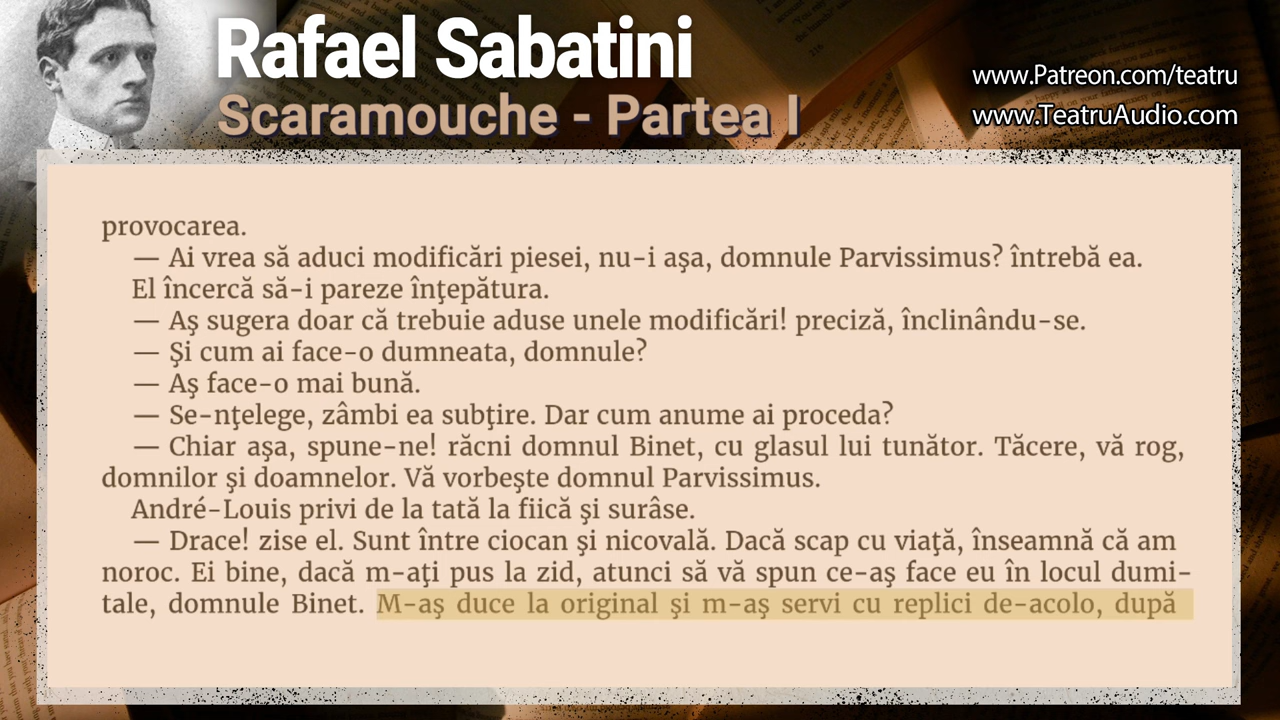 Rafael Sabatini
Scaramouche - Partea I
www.Patreon.com/teatru
www.TeatruAudio.com
provocarea.
— Ai vrea să aduci modificări piesei, nu-i aşa, domnule Parvissimus? întrebă ea.
El încercă să-i pareze înţepătura.
— Aş sugera doar că trebuie aduse unele modificări! preciză, înclinându-se.
— Şi cum ai face-o dumneata, domnule?
— Aş face-o mai bună.
— Se-nţelege, zâmbi ea subţire. Dar cum anume ai proceda?
— Chiar aşa, spune-ne! răcni domnul Binet, cu glasul lui tunător. Tăcere, vă rog,
domnilor şi doamnelor. Vă vorbeşte domnul Parvissimus.
André-Louis privi de la tată la fiică şi surâse.
— Drace! zise el. Sunt între ciocan şi nicovală. Dacă scap cu viaţă, înseamnă că am
noroc. Ei bine, dacă m-aţi pus la zid, atunci să vă spun ce-aş face eu în locul dumi-
tale, domnule Binet. M-aş duce la original şi m-aş servi cu replici de-acolo, după